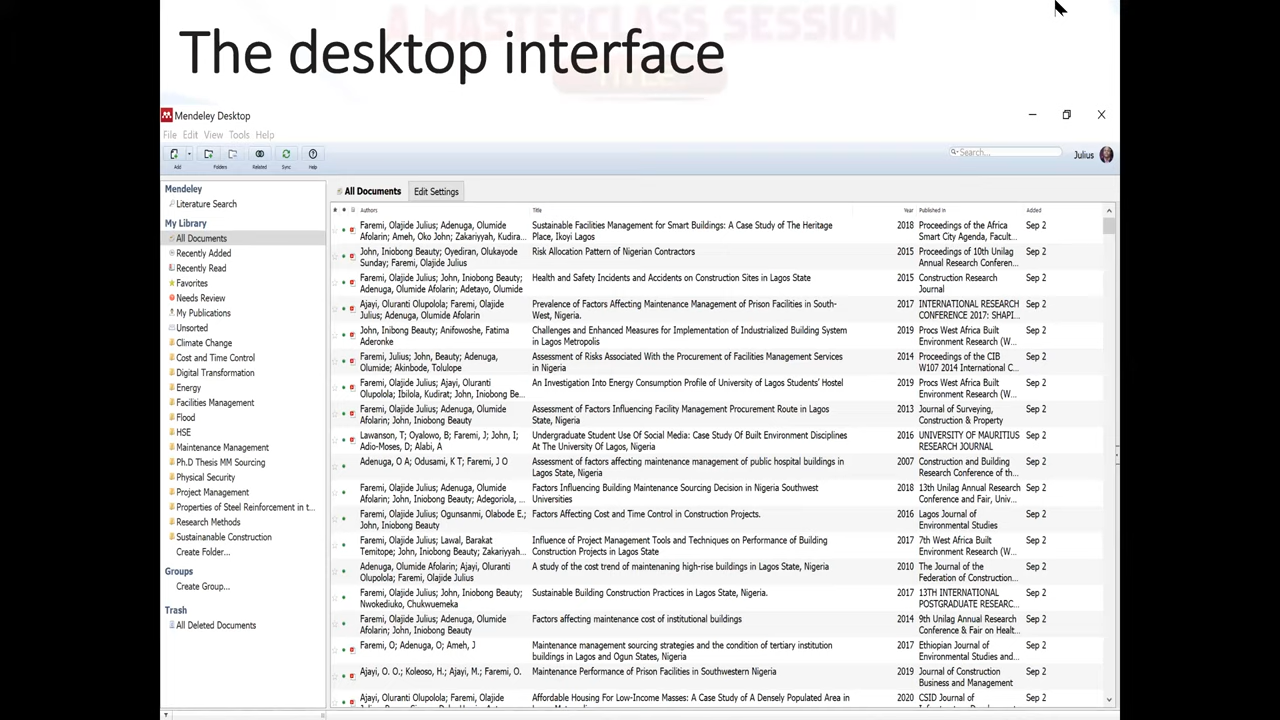 A MASTERCLASS SESSION
The desktop interface
Mendeley Desktop
File Edit View Tools Help
Add Folders Related Sync Help
Search...
Julius
Mendeley
Literature Search
My Library
All Documents
Recently Added
Recently Read
Favorites
Needs Review
My Publications
Unsorted
Climate Change
Cost and Time Control
Digital Transformation
Energy
Facilities Management
Flood
HSE
Maintenance Management
Ph.D Thesis MM Sourcing
Physical Security
Project Management
Properties of Steel Reinforcement in t...
Research Methods
Sustainanable Construction
Create Folder...
Groups
Create Group...
Trash
All Deleted Documents
All Documents Edit Settings
Authors Title Year Published in Added
Faremi, Olajide Julius; Adenuga, Olumide Sustainable Facilities Management for Smart Buildings: A Case Study of The Heritage 2018 Proceedings of the Africa Sep 2
Afolarin; Ameh, Oko John; Zakariyyah, Kudira... Place, Ikoyi Lagos Smart City Agenda, Facult...
John, Iniobong Beauty; Oyediran, Olukayode Risk Allocation Pattern of Nigerian Contractors 2015 Proceedings of 10th Unilag Sep 2
Sunday; Faremi, Olajide Julius Annual Research Conferen...
Faremi, Olajide Julius; John, Iniobong Beauty; Health and Safety Incidents and Accidents on Construction Sites in Lagos State 2015 Construction Research Sep 2
Adenuga, Olumide Afolarin; Adetayo, Olumide Journal
Ajayi, Oluranti Olupolola; Faremi, Olajide Prevalence of Factors Affecting Maintenance Management of Prison Facilities in South- 2017 INTERNATIONAL RESEARCH Sep 2
Julius; Adenuga, Olumide Afolarin West, Nigeria. CONFERENCE 2017: SHAPI...
John, Inibong Beauty; Anifowoshe, Fatima Challenges and Enhanced Measures for Implementation of Industrialized Building System 2019 Procs West Africa Built Sep 2
Aderonke in Lagos Metropolis Environment Research (W...
Faremi, Julius; John, Beauty; Adenuga, Assessment of Risks Associated With the Procurement of Facilities Management Services 2014 Proceedings of the CIB Sep 2
Olumide; Akinbode, Tolulope in Nigeria W107 2014 International C...
Faremi, Olajide Julius; Ajayi, Oluranti An Investigation Into Energy Consumption Profile of University of Lagos Students' Hostel 2019 Procs West Africa Built Sep 2
Olupolola; Ibilola, Kudirat; John, Iniobong Be... Environment Research (W...
Faremi, Olajide Julius; Adenuga, Olumide Assessment of Factors Influencing Facility Management Procurement Route in Lagos 2013 Journal of Surveying, Sep 2
Afolarin; John, Iniobong Beauty State, Nigeria Construction & Property
Lawanson, T; Oyalowo, B; Faremi, J; John, I; Undergraduate Student Use Of Social Media: Case Study Of Built Environment Disciplines 2016 UNIVERSITY OF MAURITIUS Sep 2
Adio-Moses, D; Alabi, A At The University Of Lagos, Nigeria RESEARCH JOURNAL
Adenuga, O A; Odusami, K T; Faremi, J O Assessment of factors affecting maintenance management of public hospital buildings in 2007 Construction and Building Sep 2
Lagos State, Nigeria Research Conference of th...
Faremi, Olajide Julius; Adenuga, Olumide Factors Influencing Building Maintenance Sourcing Decision in Nigeria Southwest 2018 13th Unilag Annual Research Sep 2
Afolarin; John, Iniobong Beauty; Adegoriola, ... Universities Conference and Fair, Univ...
Faremi, Olajide Julius; Ogunsanmi, Olabode E.; Factors Affecting Cost and Time Control in Construction Projects. 2016 Lagos Journal of Sep 2
John, Iniobong Beauty Environmental Studies
Faremi, Olajide Julius; Lawal, Barakat Influence of Project Management Tools and Techniques on Performance of Building 2017 7th West Africa Built Sep 2
Temitope; John, Iniobong Beauty; Zakariyyah... Construction Projects in Lagos State Environment Research (W...
Adenuga, Olumide Afolarin; Ajayi, Oluranti A study of the cost trend of maintenaning high-rise buildings in Lagos State, Nigeria 2010 The Journal of the Sep 2
Olupolola; Faremi, Olajide Julius Federation of Construction...
Faremi, Olajide Julius; John, Iniobong Beauty; Sustainable Building Construction Practices in Lagos State, Nigeria. 2017 13TH INTERNATIONAL Sep 2
Nwokediuko, Chukwuemeka POSTGRADUATE RESEARC...
Faremi, Olajide Julius; Adenuga, Olumide Factors affecting maintenance cost of institutional buildings 2014 9th Unilag Annual Research Sep 2
Afolarin; John, Iniobong Beauty Conference & Fair on Healt...
Faremi, O; Adenuga, O; Ameh, J Maintenance management sourcing strategies and the condition of tertiary institution 2017 Ethiopian Journal of Sep 2
buildings in Lagon and Ogun States, Nigeria Environmental Studies and...
Ajayi, O. O.; Koleoso, H.; Ajayi, M.; Faremi, O. Maintenance Performance of Prison Facilities in Southwestern Nigeria 2019 Journal of Construction Sep 2
Business and Management
Ajayi, Oluranti Olupolola; Faremi, Olajide Affordable Housing For Low-Income Masses: A Case Study of A Densely Populated Area in 2020 CSID Journal of Sep 2